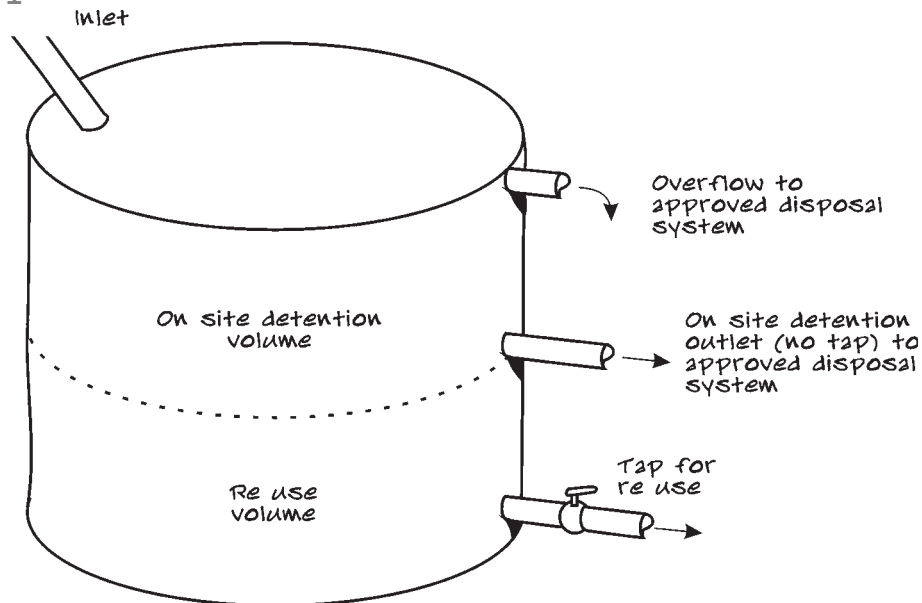 Inlet
Overflow to
approved disposal
system
On site detention
volume
On site detention
outlet (no tap) to
approved disposal
system
Tap for
re use
Re use
volume